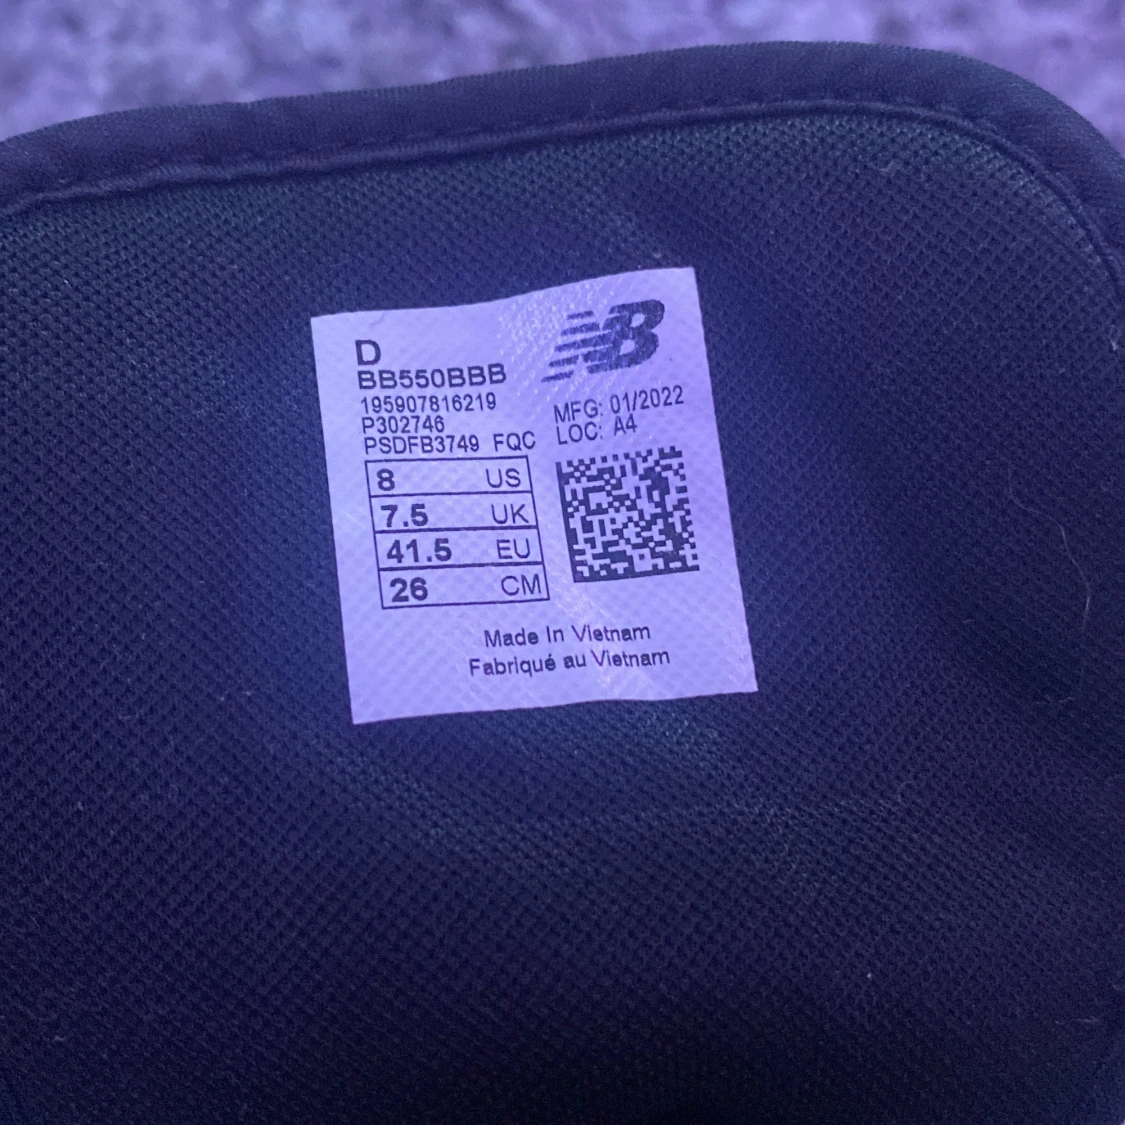 D
BB550BBB
195907816219
P302746
PSDFB3749 FQC
NB
MFG: 01/2022
LOC: A4
8 US
7.5 UK
41.5 EU
26 CM
Made In Vietnam
Fabriqué au Vietnam